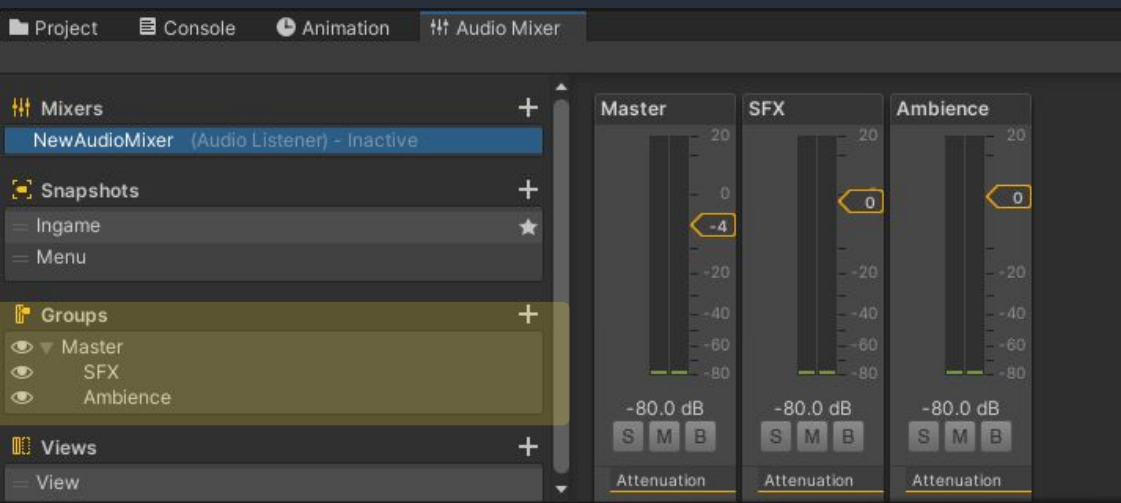 Project Console Animation Audio Mixer
Mixers
NewAudioMixer (Audio Listener) - Inactive
Snapshots
Ingame
Menu
Groups
Master
SFX
Ambience
Views
View
Master SFX Ambience
20 20 20
0
-4 0 0
-20 -20 -20
-40 -40 -40
-60 -60 -60
-80 -80 -80
-80.0 dB -80.0 dB -80.0 dB
S M B S M B S M B
Attenuation Attenuation Attenuation